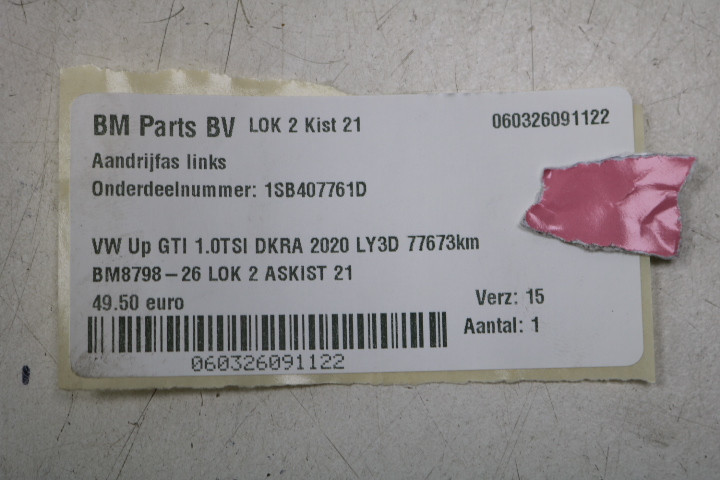 BM Parts BV LOK 2 Kist 21 060326091122
Aandrijfas links
Onderdeelnummer: 1SB407761D
VW Up GTI 1.0TSI DKRA 2020 LY3D 77673km
BM8798-26 LOK 2 ASKIST 21
49.50 euro Verz: 15
Aantal: 1
060326091122